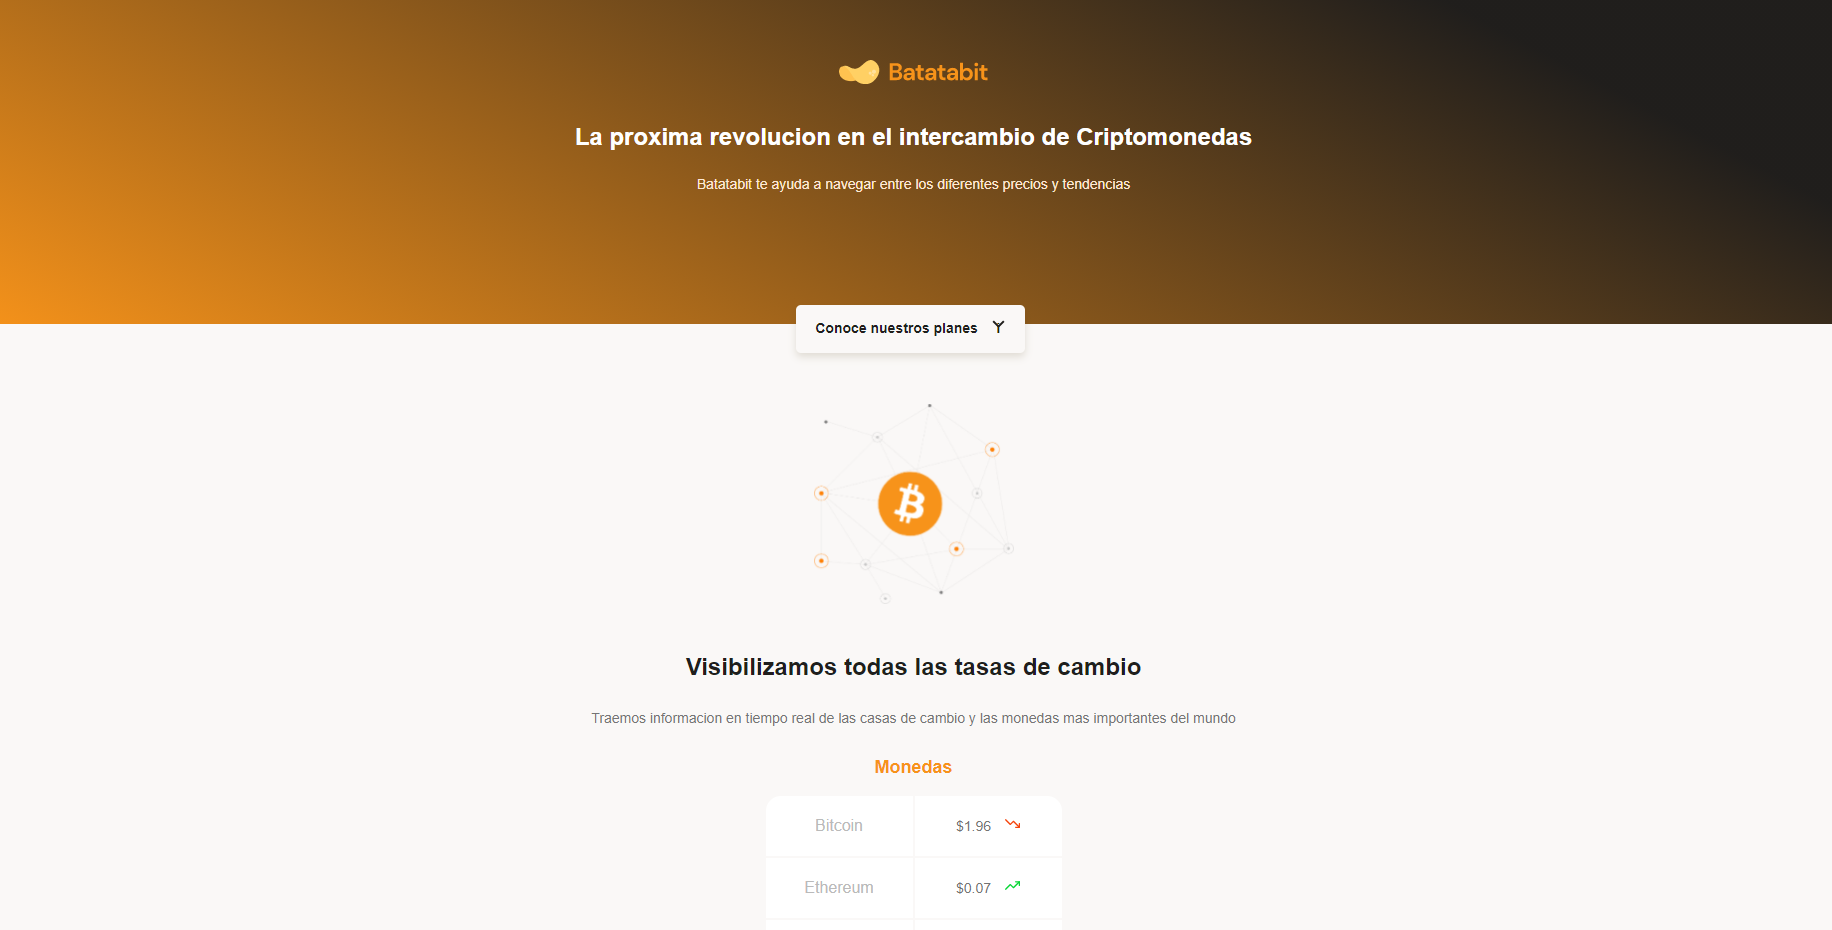 Batatabit
La proxima revolucion en el intercambio de Criptomonedas
Batatabit te ayuda a navegar entre los diferentes precios y tendencias
Conoce nuestros planes
Visibilizamos todas las tasas de cambio
Traemos informacion en tiempo real de las casas de cambio y las monedas mas importantes del mundo
Monedas
Bitcoin $1.96
Ethereum $0.07